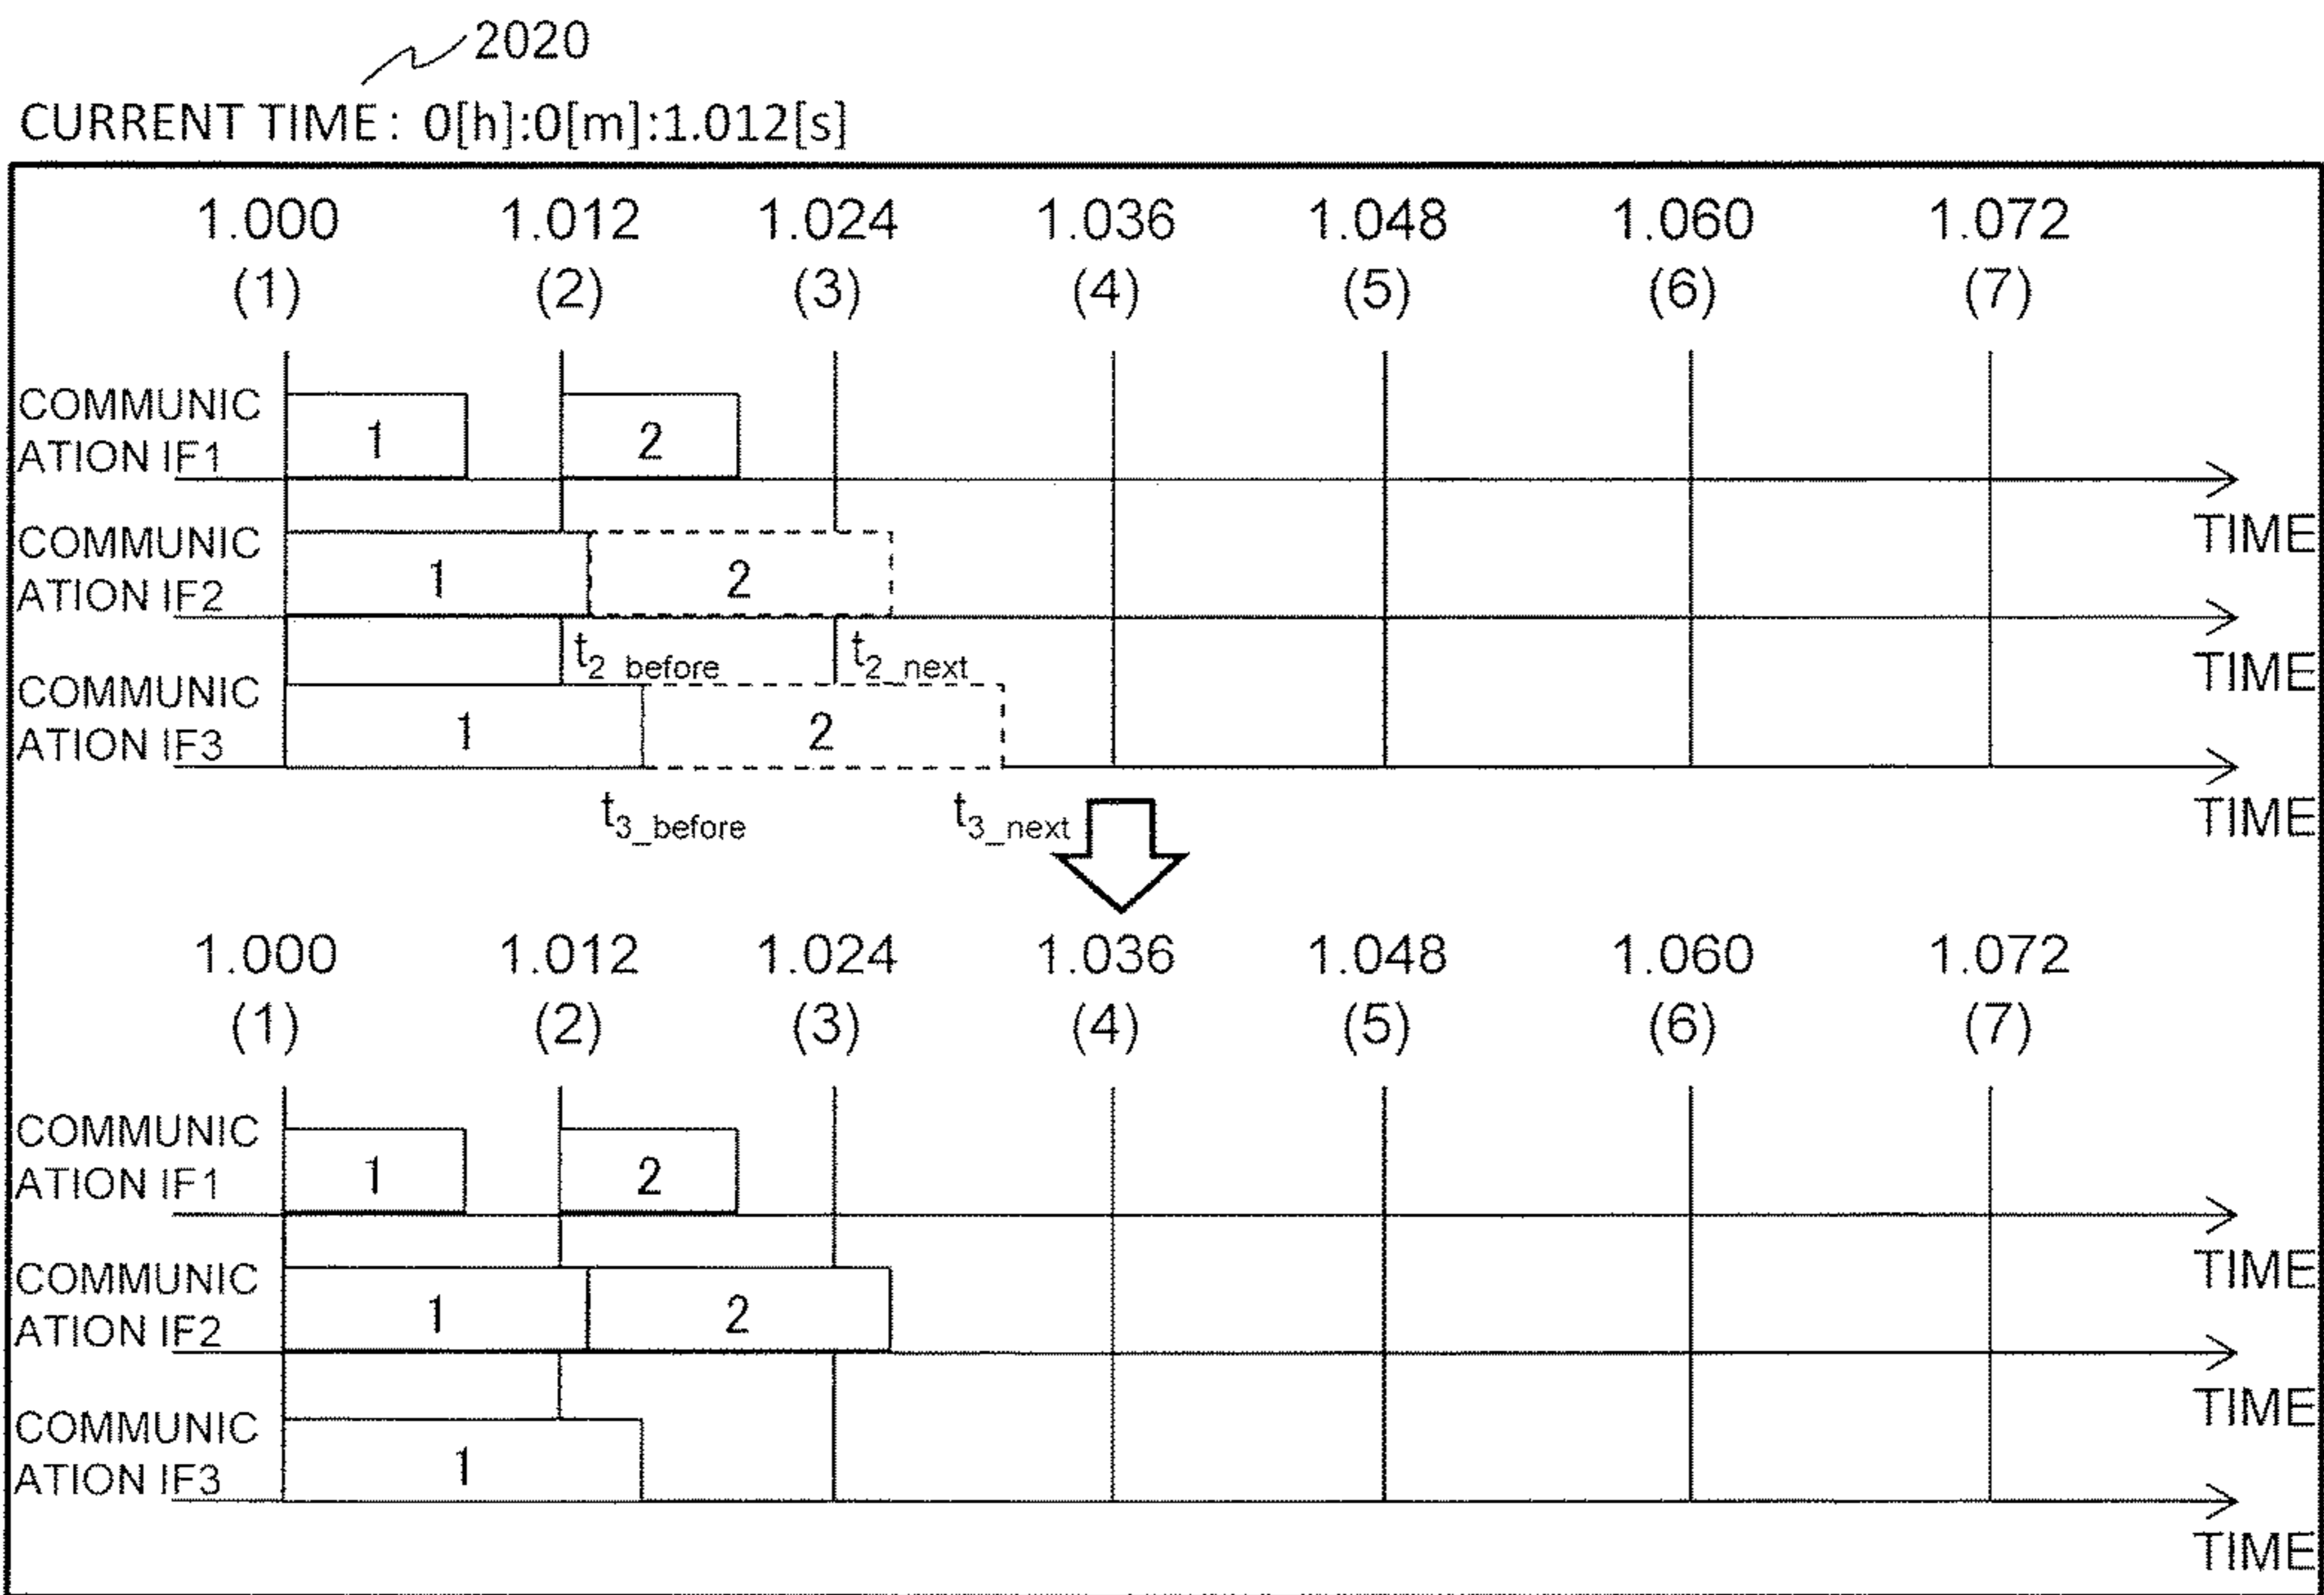 2020
CURRENT TIME: 0[h]:0[m]:1.012[s]
1.000 1.012 1.024 1.036 1.048 1.060 1.072
(1) (2) (3) (4) (5) (6) (7)
COMMUNIC
ATION IF1
1 2
TIME
COMMUNIC
ATION IF2
1 2
TIME
t2_before t2_next
COMMUNIC
ATION IF3
1 2
TIME
t3_before t3_next
1.000 1.012 1.024 1.036 1.048 1.060 1.072
(1) (2) (3) (4) (5) (6) (7)
COMMUNIC
ATION IF1
1 2
TIME
COMMUNIC
ATION IF2
1 2
TIME
COMMUNIC
ATION IF3
1
TIME